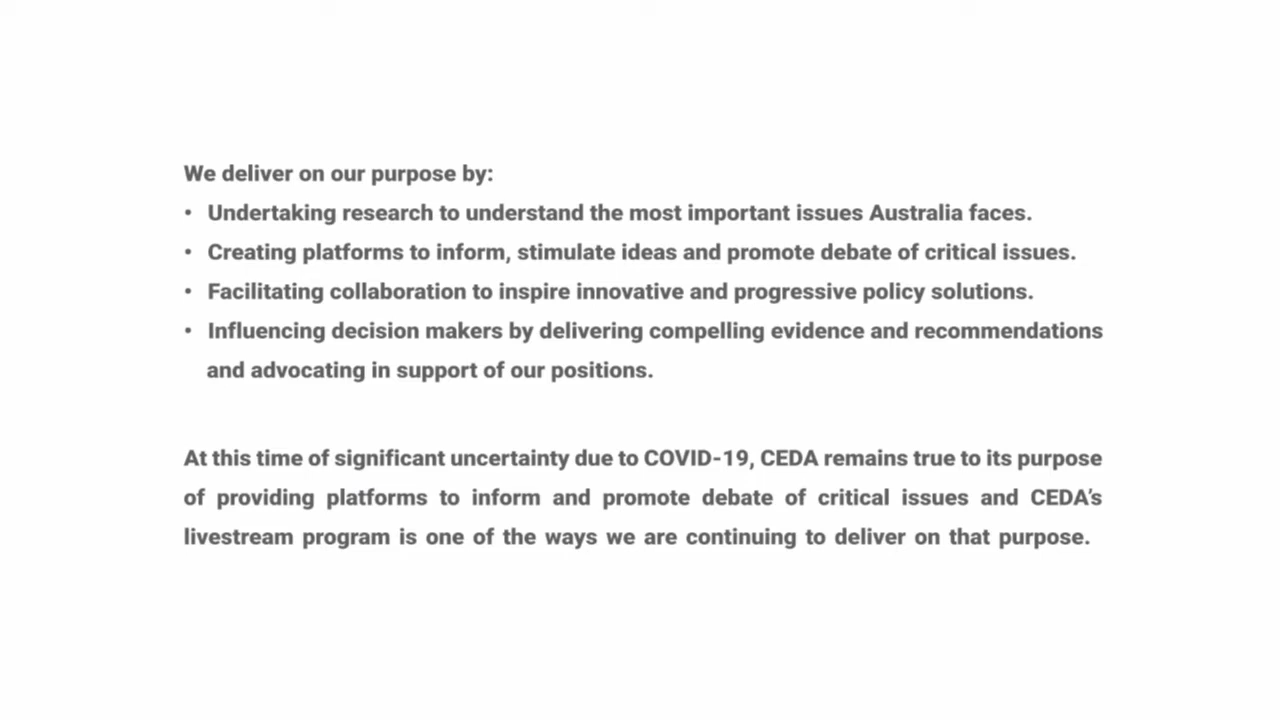 We deliver on our purpose by:
• Undertaking research to understand the most important issues Australia faces.
• Creating platforms to inform, stimulate ideas and promote debate of critical issues.
• Facilitating collaboration to inspire innovative and progressive policy solutions.
• Influencing decision makers by delivering compelling evidence and recommendations
and advocating in support of our positions.
At this time of significant uncertainty due to COVID-19, CEDA remains true to its purpose
of providing platforms to inform and promote debate of critical issues and CEDA’s
livestream program is one of the ways we are continuing to deliver on that purpose.